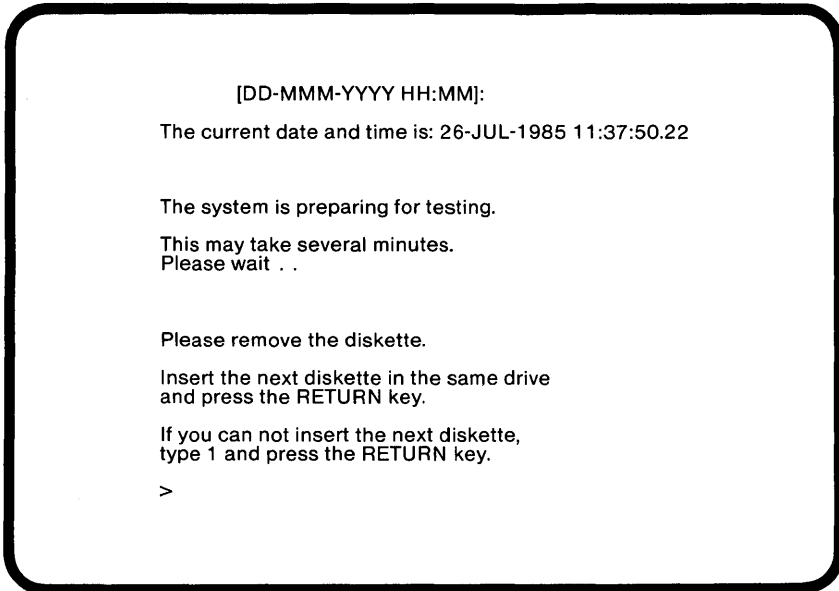 [DD-MMM-YYYY HH:MM]:
The current date and time is: 26-JUL-1985 11:37:50.22
The system is preparing for testing.
This may take several minutes.
Please wait . .
Please remove the diskette.
Insert the next diskette in the same drive
and press the RETURN key.
If you can not insert the next diskette,
type 1 and press the RETURN key.
>